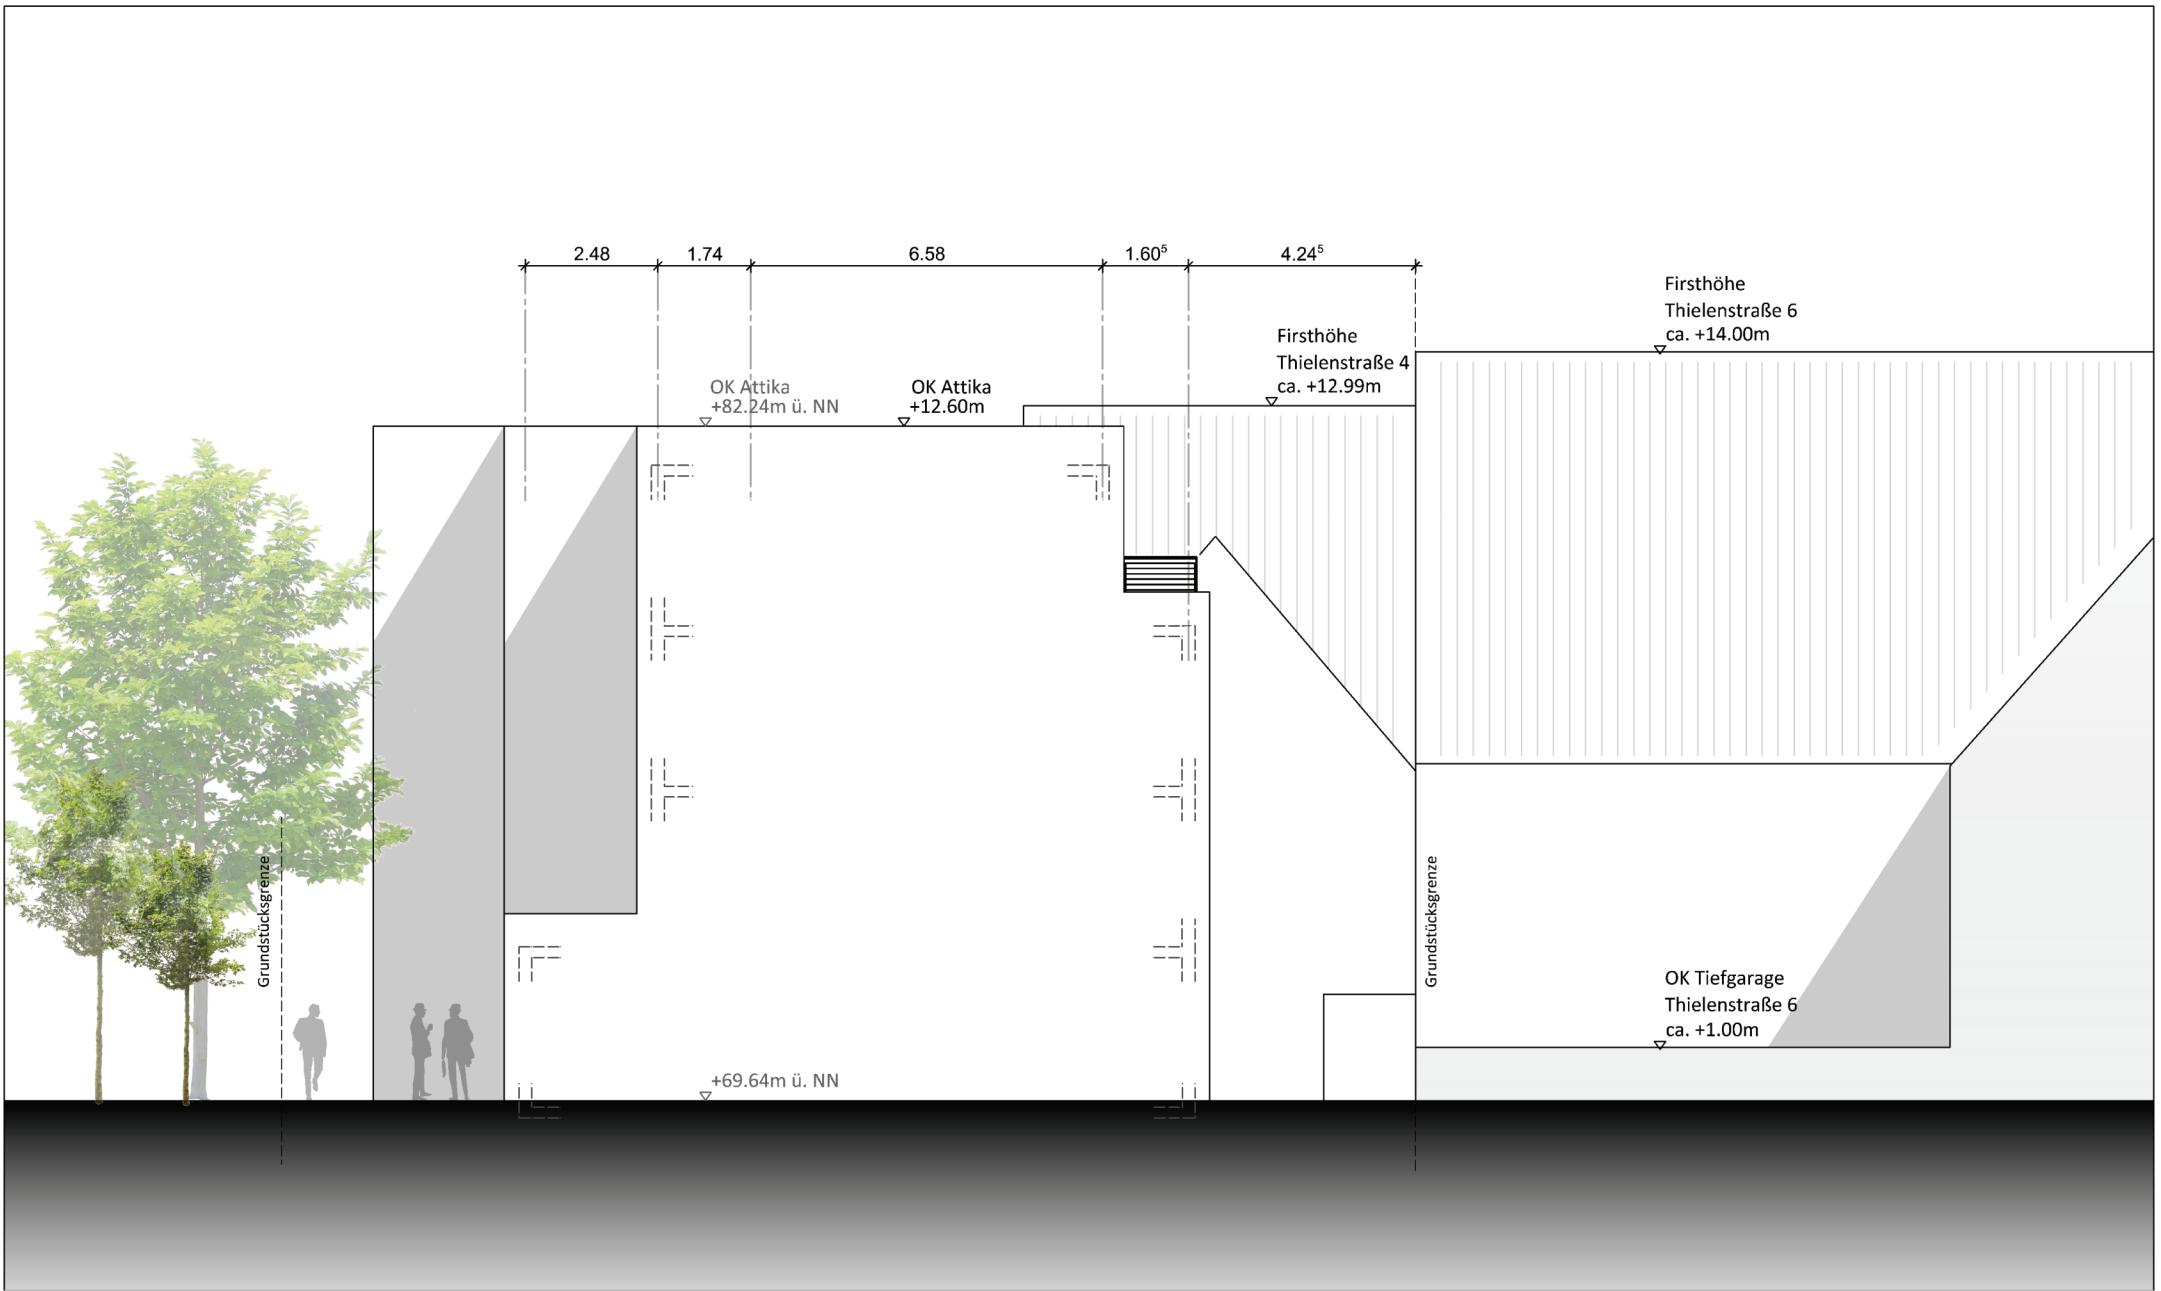 2.48
1.74
6.58
1.60⁵
4.24⁵
Firsthöhe
Thielenstraße 6
ca. +14.00m
Firsthöhe
Thielenstraße 4
ca. +12.99m
OK Attika
+82.24m ü. NN
OK Attika
+12.60m
Grundstücksgrenze
Grundstücksgrenze
OK Tiefgarage
Thielenstraße 6
ca. +1.00m
+69.64m ü. NN